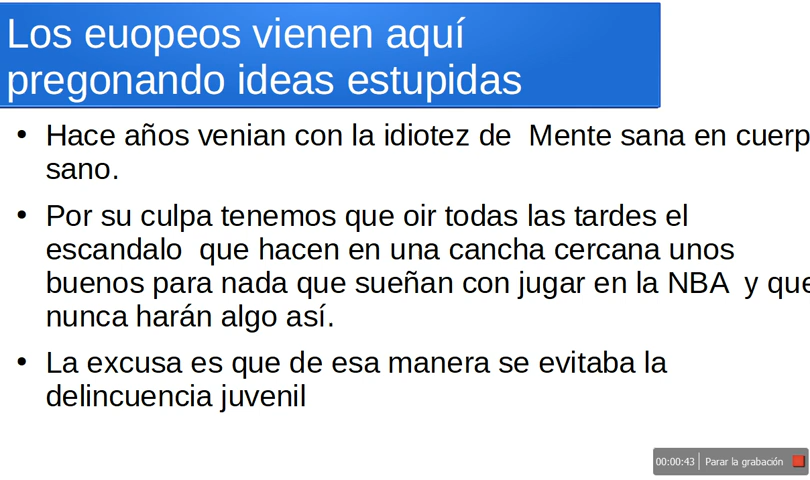 Los euopeos vienen aquí
pregonando ideas estupidas
• Hace años venian con la idiotez de  Mente sana en cuerp
sano.
• Por su culpa tenemos que oir todas las tardes el
escandalo  que hacen en una cancha cercana unos
buenos para nada que sueñan con jugar en la NBA  y que
nunca harán algo así.
• La excusa es que de esa manera se evitaba la
delincuencia juvenil
00:00:43 Parar la grabación